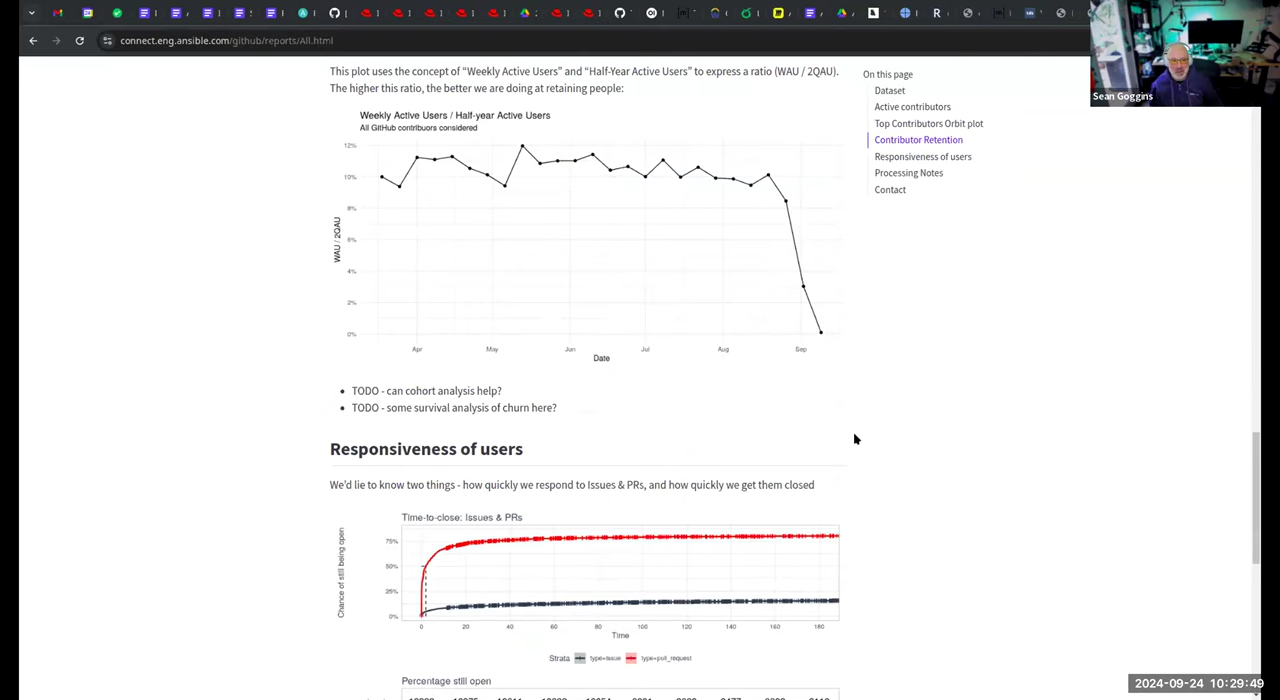 connect.eng.ansible.com/github/reports/All.html
Sean Goggins
This plot uses the concept of “Weekly Active Users” and “Half-Year Active Users” to express a ratio (WAU / 2QAU).
The higher this ratio, the better we are doing at retaining people:
On this page
Dataset
Active contributors
Top Contributors Orbit plot
Contributor Retention
Responsiveness of users
Processing Notes
Contact
Weekly Active Users / Half-year Active Users
All GitHub contribuors considered
12%
10%
8%
6%
4%
2%
0%
WAU / 2QAU
Apr May Jun Jul Aug Sep
Date
• TODO - can cohort analysis help?
• TODO - some survival analysis of churn here?
Responsiveness of users
We'd lie to know two things - how quickly we respond to Issues & PRs, and how quickly we get them closed
Time-to-close: Issues & PRs
75%
50%
25%
0%
Chance of still being open
0 20 40 60 80 100 120 140 160 180
Time
Strata type=issue type=pull_request
Percentage still open
2024-09-24 10:29:49